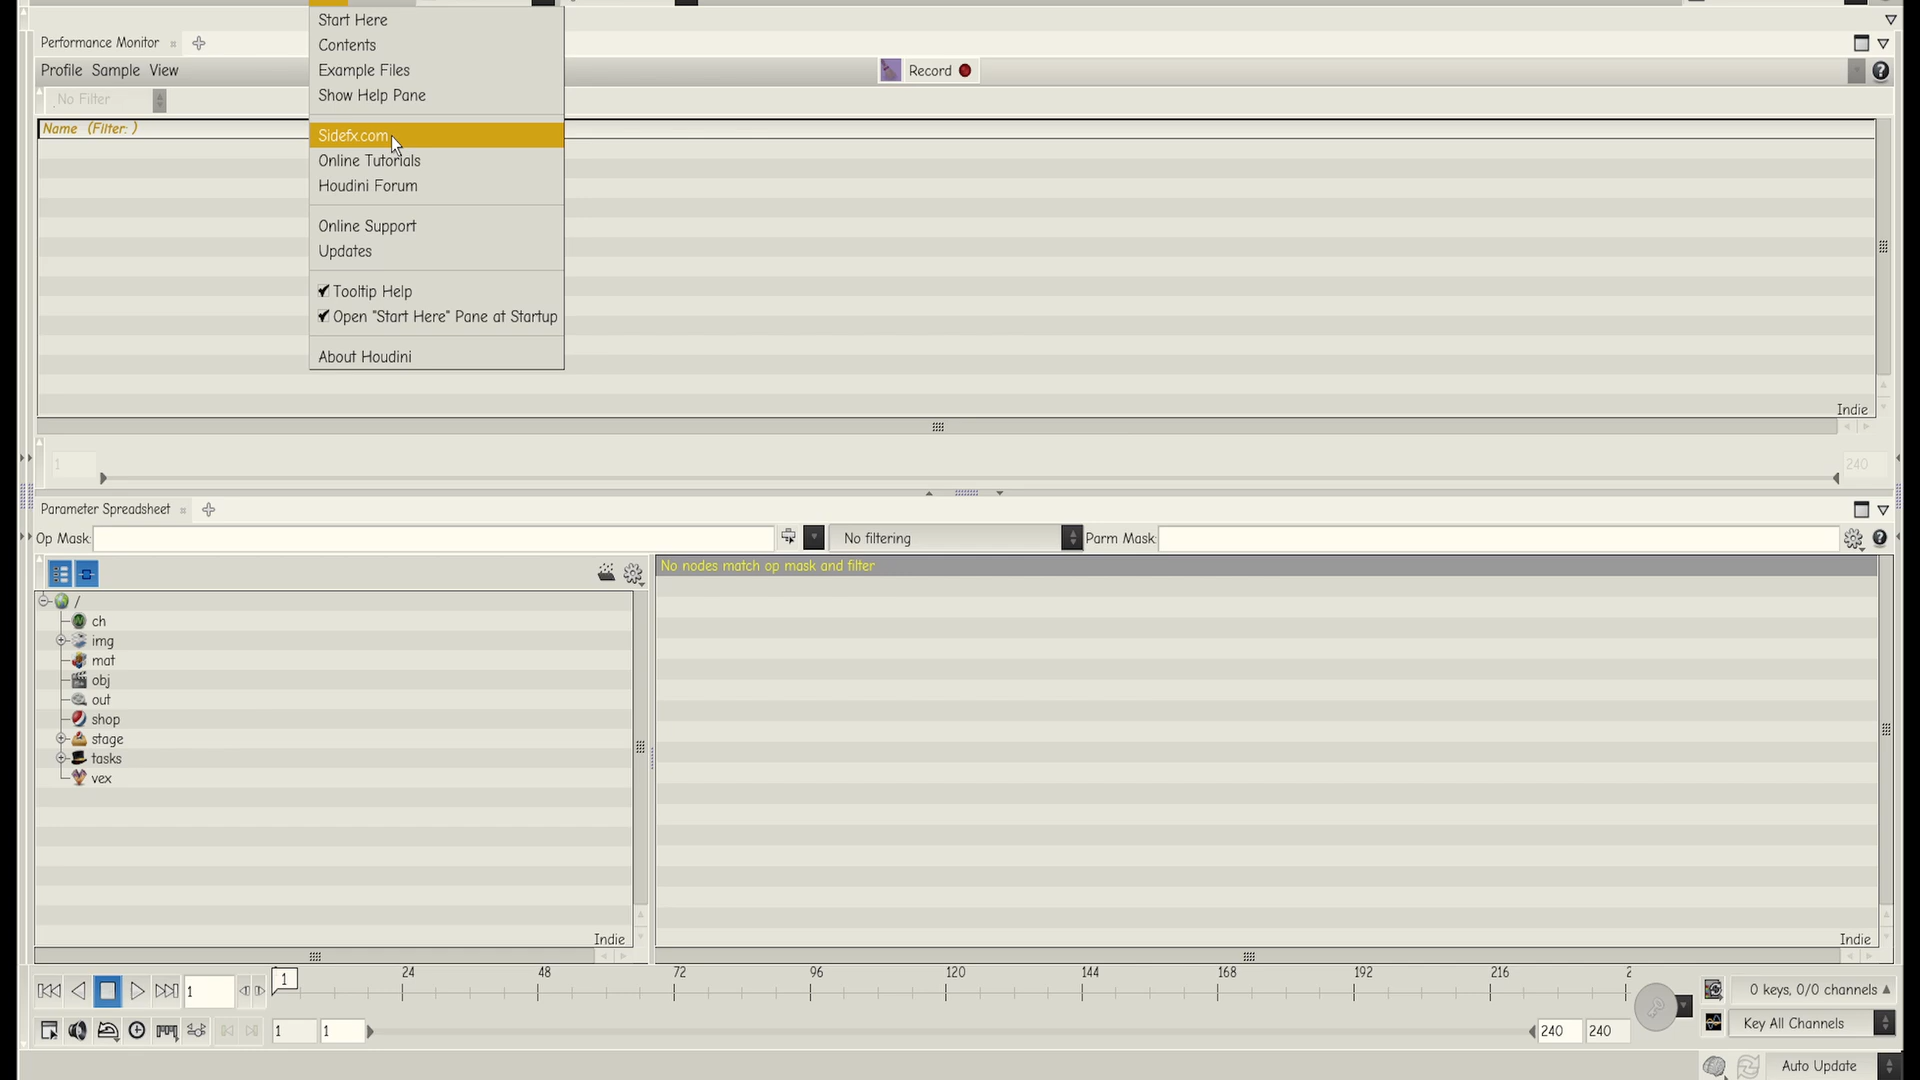 Start Here
Contents
Example Files
Show Help Pane
Sidefx.com
Online Tutorials
Houdini Forum
Online Support
Updates
Tooltip Help
Open "Start Here" Pane at Startup
About Houdini
Performance Monitor
Profile Sample View
Record
No Filter
Name (Filter: )
Indie
1
240
Parameter Spreadsheet
Op Mask:
No filtering
Parm Mask:
No nodes match op mask and filter
/
ch
img
mat
obj
out
shop
stage
tasks
vex
Indie
Indie
1
1
24
48
72
96
120
144
168
192
216
2
0 keys, 0/0 channels
1
1
240
240
Key All Channels
Auto Update